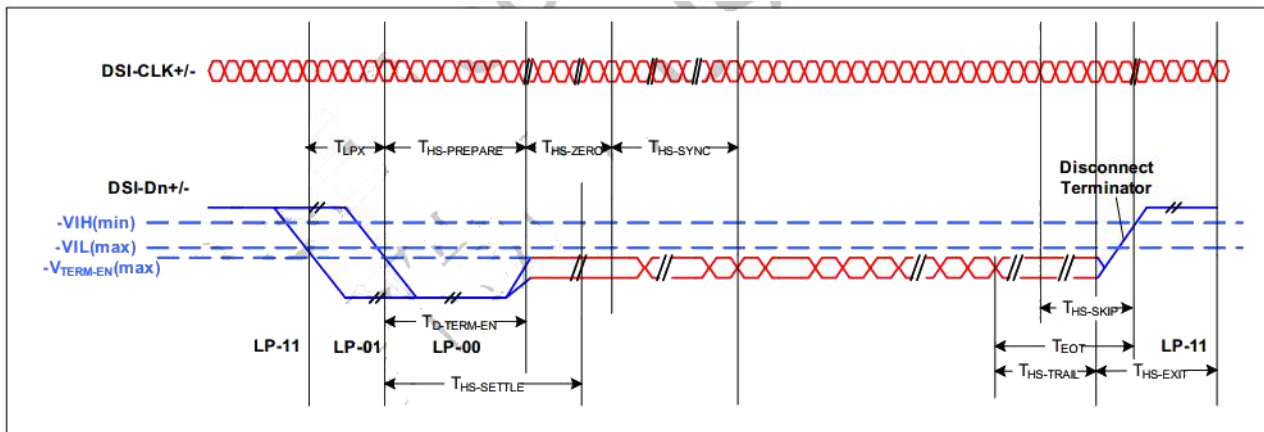 DSI-CLK+/-
TLPX
THS-PREPARE
THS-ZERO
THS-SYNC
DSI-Dn+/-
Disconnect
Terminator
-VIH(min)
-VIL(max)
-VTERM-EN(max)
THS-SKIP
TD-TERM-EN
LP-11
LP-01
LP-00
TEOT
LP-11
THS-SETTLE
THS-TRAIL
THS-EXIT